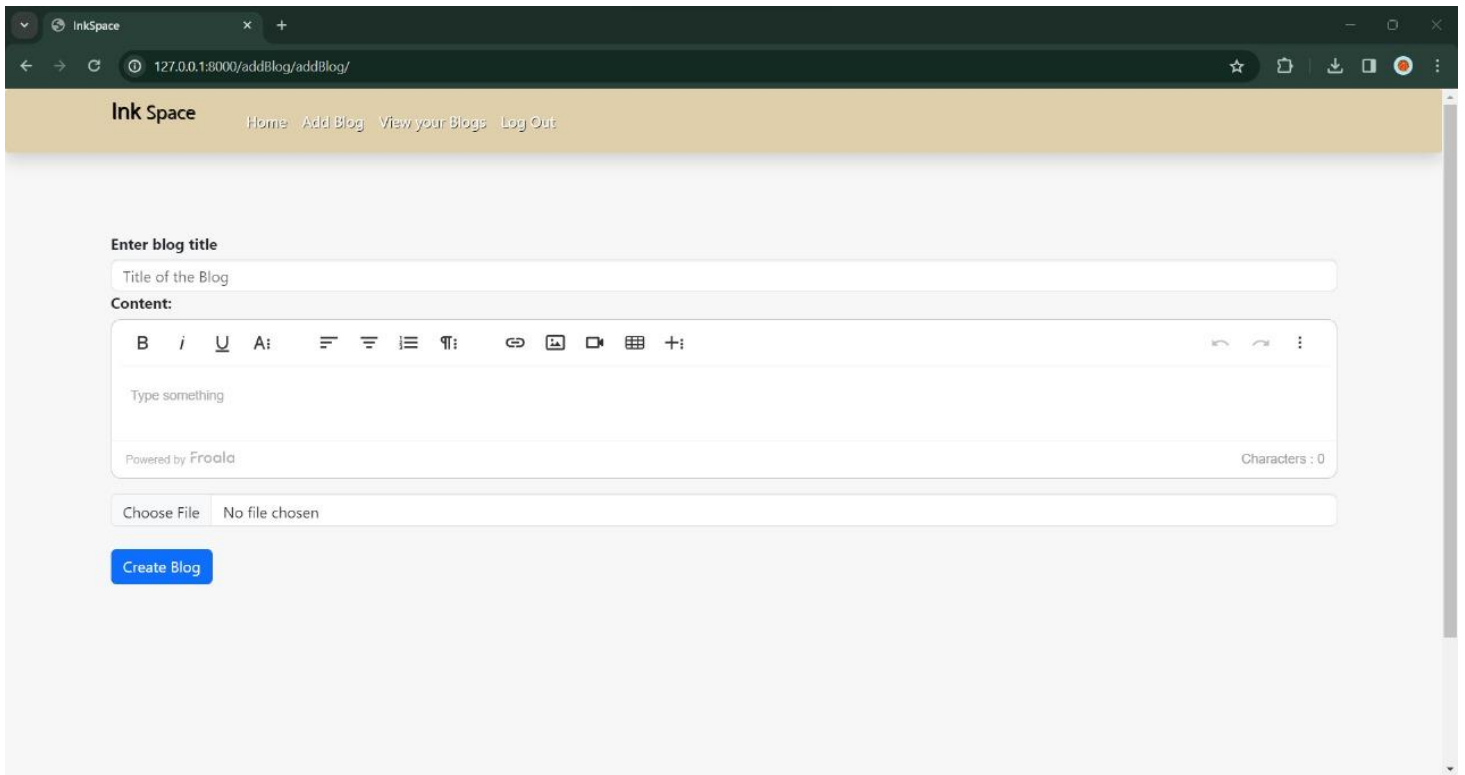 InkSpace
127.0.0.1:8000/addBlog/addBlog/
Ink Space
Home Add Blog View your Blogs Log Out
Enter blog title
Title of the Blog
Content:
B i U A
Type something
Powered by Froala
Characters : 0
Choose File No file chosen
Create Blog